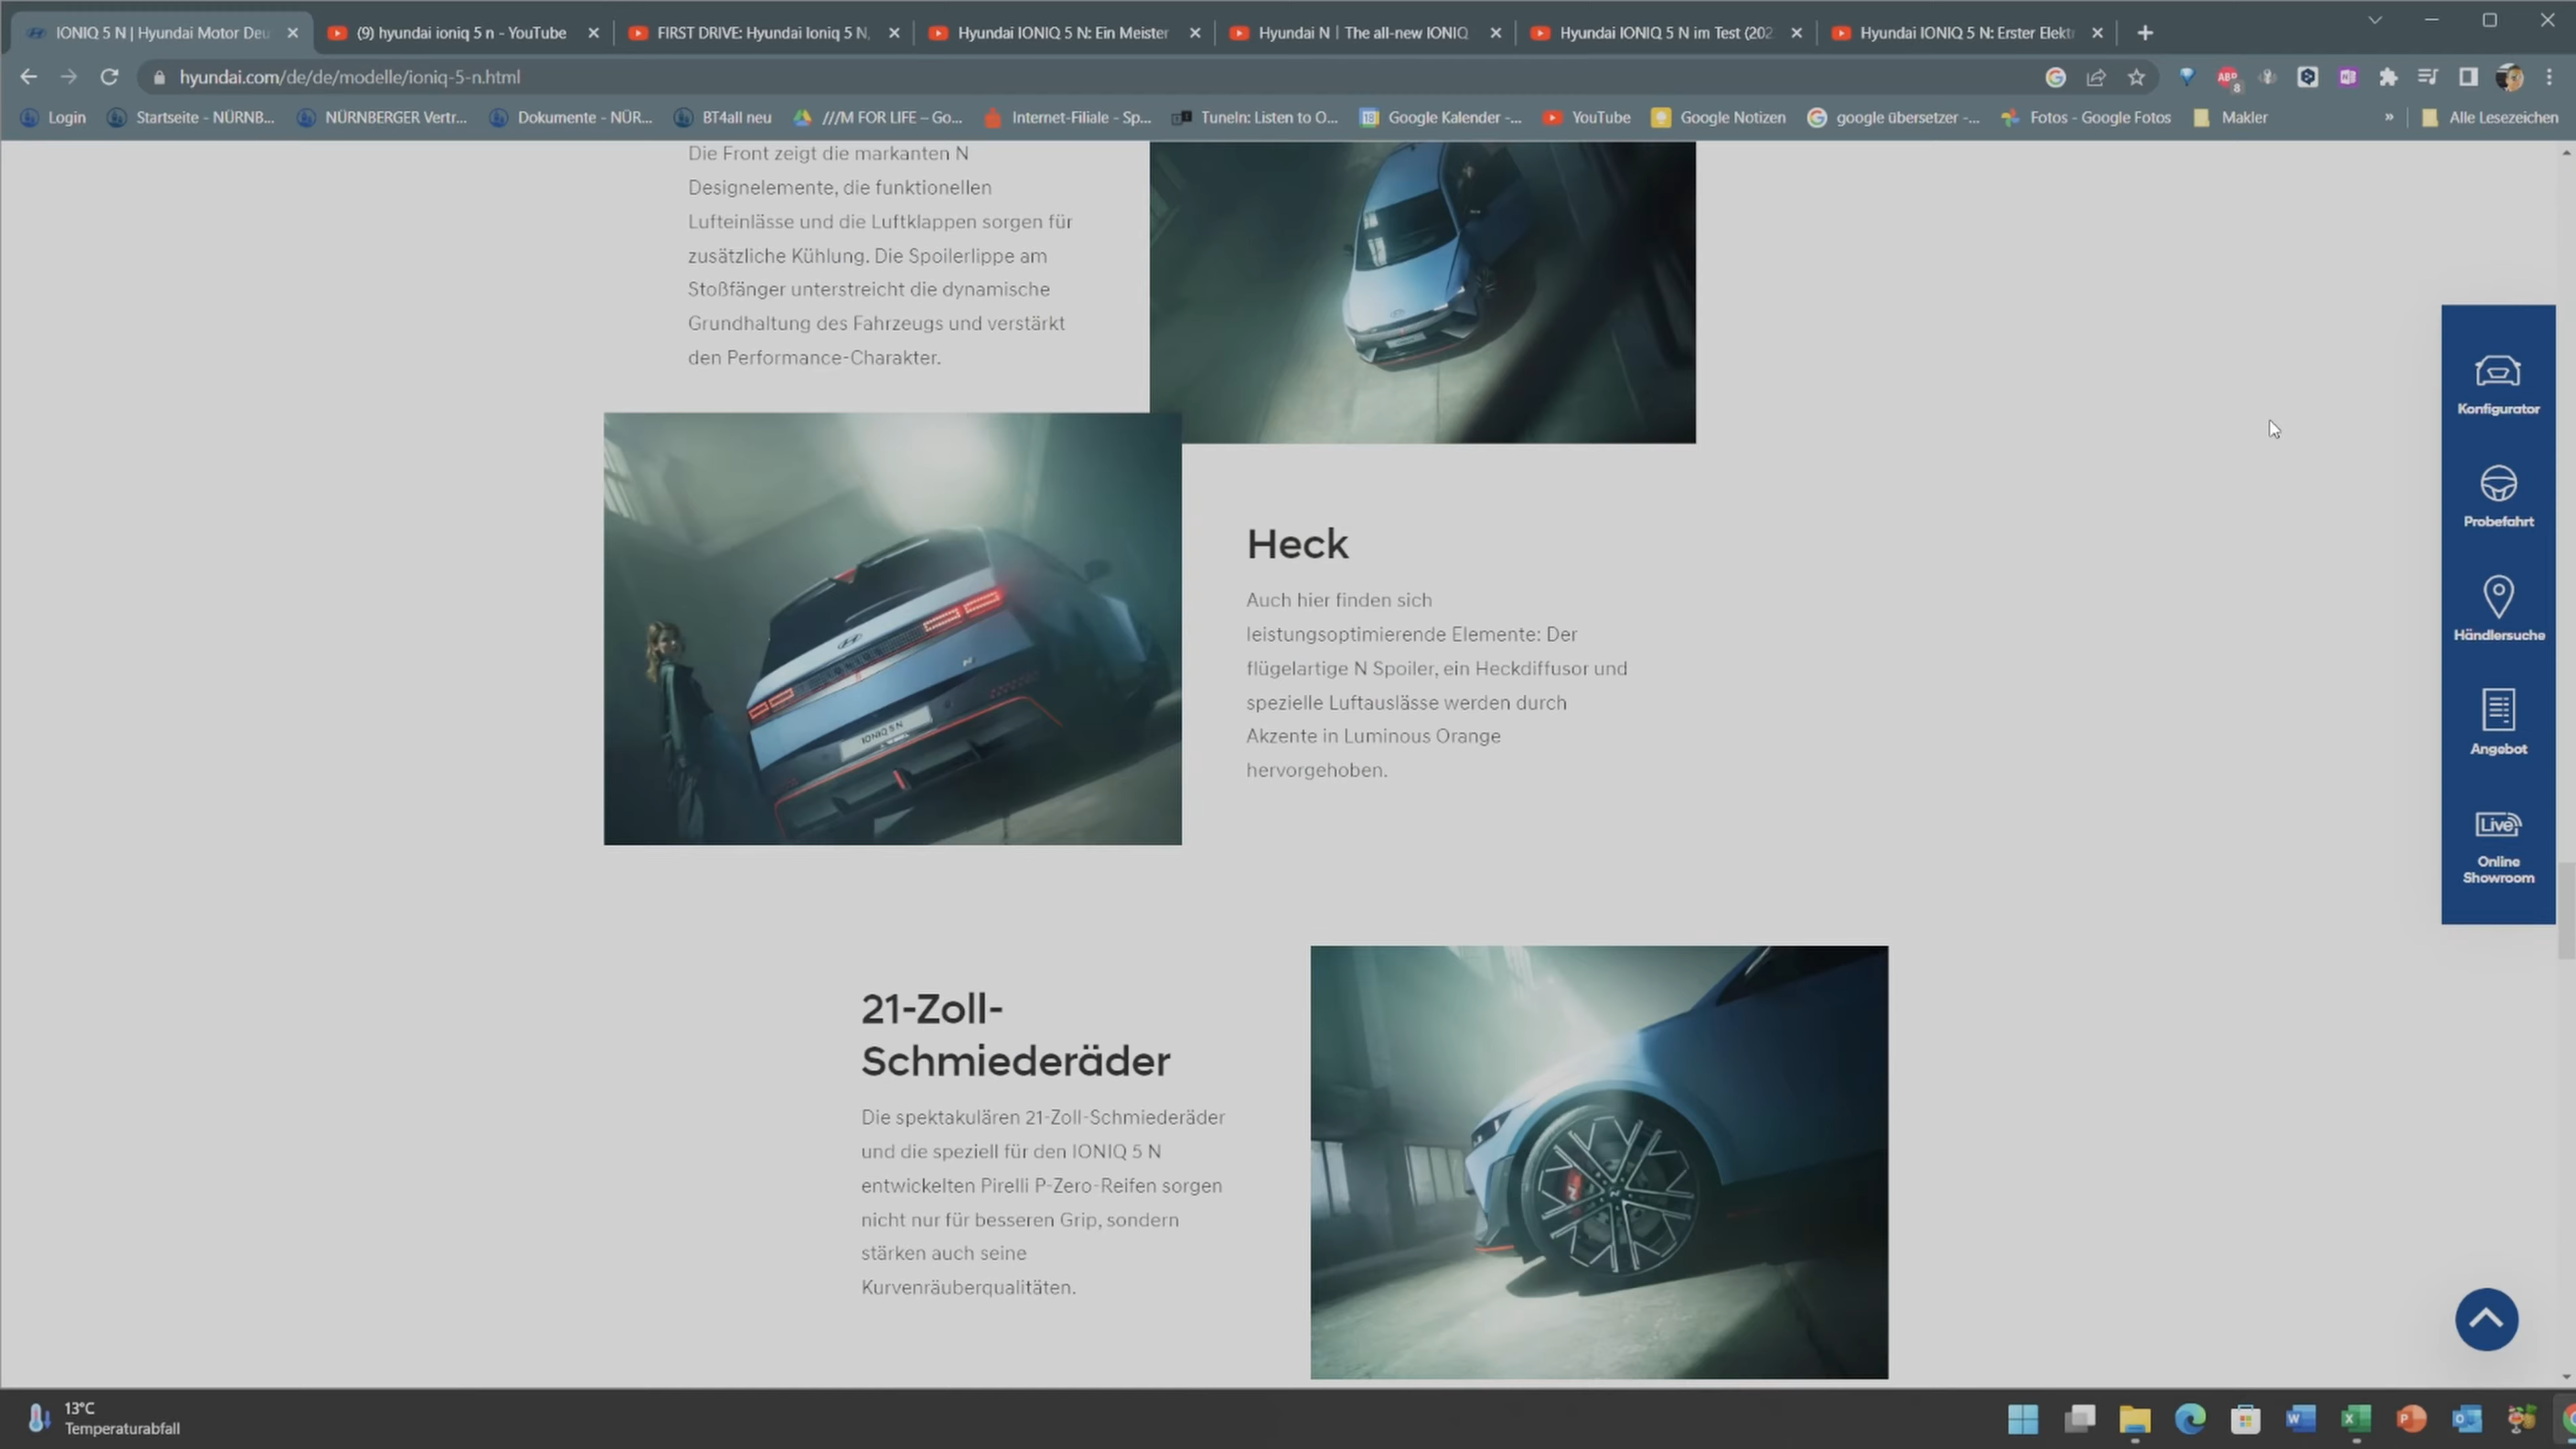 IONIQ 5 N | Hyundai Motor Deu
(9) hyundai ioniq 5 n - YouTube
FIRST DRIVE: Hyundai Ioniq 5 N,
Hyundai IONIQ 5 N: Ein Meister
Hyundai N | The all-new IONIQ
Hyundai IONIQ 5 N im Test (202
Hyundai IONIQ 5 N: Erster Elektr
hyundai.com/de/de/modelle/ioniq-5-n.html
ABP
8
Login
Startseite - NÜRNB...
NÜRNBERGER Vertr...
Dokumente - NÜR...
BT4all neu
///M FOR LIFE – Go...
Internet-Filiale - Sp...
TuneIn: Listen to O...
18
Google Kalender -...
YouTube
Google Notizen
google übersetzer -...
Fotos - Google Fotos
Makler
»
Alle Lesezeichen
Die Front zeigt die markanten N
Designelemente, die funktionellen
Lufteinlässe und die Luftklappen sorgen für
zusätzliche Kühlung. Die Spoilerlippe am
Stoßfänger unterstreicht die dynamische
Grundhaltung des Fahrzeugs und verstärkt
den Performance-Charakter.
IONIQ 5 N
Heck
Auch hier finden sich
leistungsoptimierende Elemente: Der
flügelartige N Spoiler, ein Heckdiffusor und
spezielle Luftauslässe werden durch
Akzente in Luminous Orange
hervorgehoben.
21-Zoll-
Schmiederäder
Die spektakulären 21-Zoll-Schmiederäder
und die speziell für den IONIQ 5 N
entwickelten Pirelli P-Zero-Reifen sorgen
nicht nur für besseren Grip, sondern
stärken auch seine
Kurvenräuberqualitäten.
Konfigurator
Probefahrt
Händlersuche
Angebot
Live
Online
Showroom
13°C
Temperaturabfall